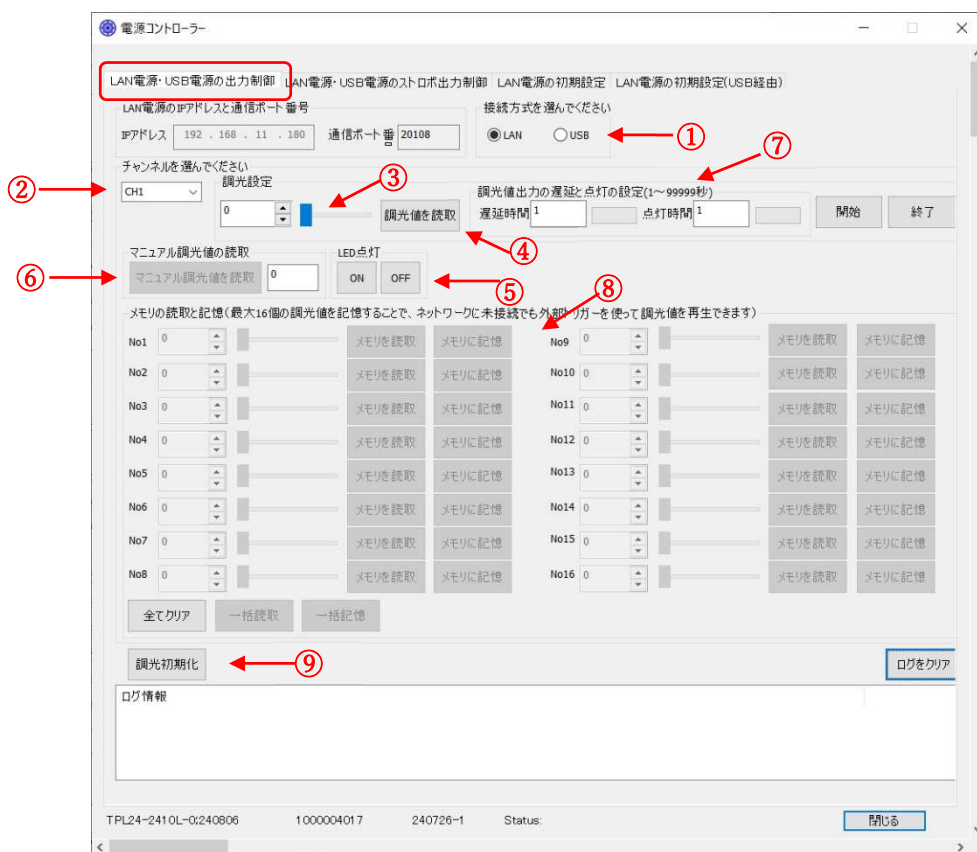 電源コントローラー
LAN電源・USB電源の出力制御 LAN電源・USB電源のストロボ出力制御 LAN電源の初期設定 LAN電源の初期設定(USB経由)
LAN電源のIPアドレスと通信ポート番号 接続方式を選んでください
IPアドレス 192 . 168 . 11 . 180 通信ポート番号 20108 LAN USB ①
⑦
チャンネルを選んでください
② CH1 調光設定 ③ 調光値出力の遅延と点灯の設定(1～99999秒)
0 調光値を読取 遅延時間 1 点灯時間 1 開始 終了
④
マニュアル調光値の読取 LED点灯
⑥ マニュアル調光値を読取 0 ON OFF ⑤ ⑧
メモリの読取と記憶(最大16個の調光値を記憶することで、ネットワークに未接続でも外部トリガーを使って調光値を再生できます)
No1 0 メモリを読取 メモリに記憶 No9 0 メモリを読取 メモリに記憶
No2 0 メモリを読取 メモリに記憶 No10 0 メモリを読取 メモリに記憶
No3 0 メモリを読取 メモリに記憶 No11 0 メモリを読取 メモリに記憶
No4 0 メモリを読取 メモリに記憶 No12 0 メモリを読取 メモリに記憶
No5 0 メモリを読取 メモリに記憶 No13 0 メモリを読取 メモリに記憶
No6 0 メモリを読取 メモリに記憶 No14 0 メモリを読取 メモリに記憶
No7 0 メモリを読取 メモリに記憶 No15 0 メモリを読取 メモリに記憶
No8 0 メモリを読取 メモリに記憶 No16 0 メモリを読取 メモリに記憶
全てクリア 一括読取 一括記憶
調光初期化 ⑨ ログをクリア
ログ情報
TPL24-2410L-0;240806 1000004017 240726-1 Status: 閉じる